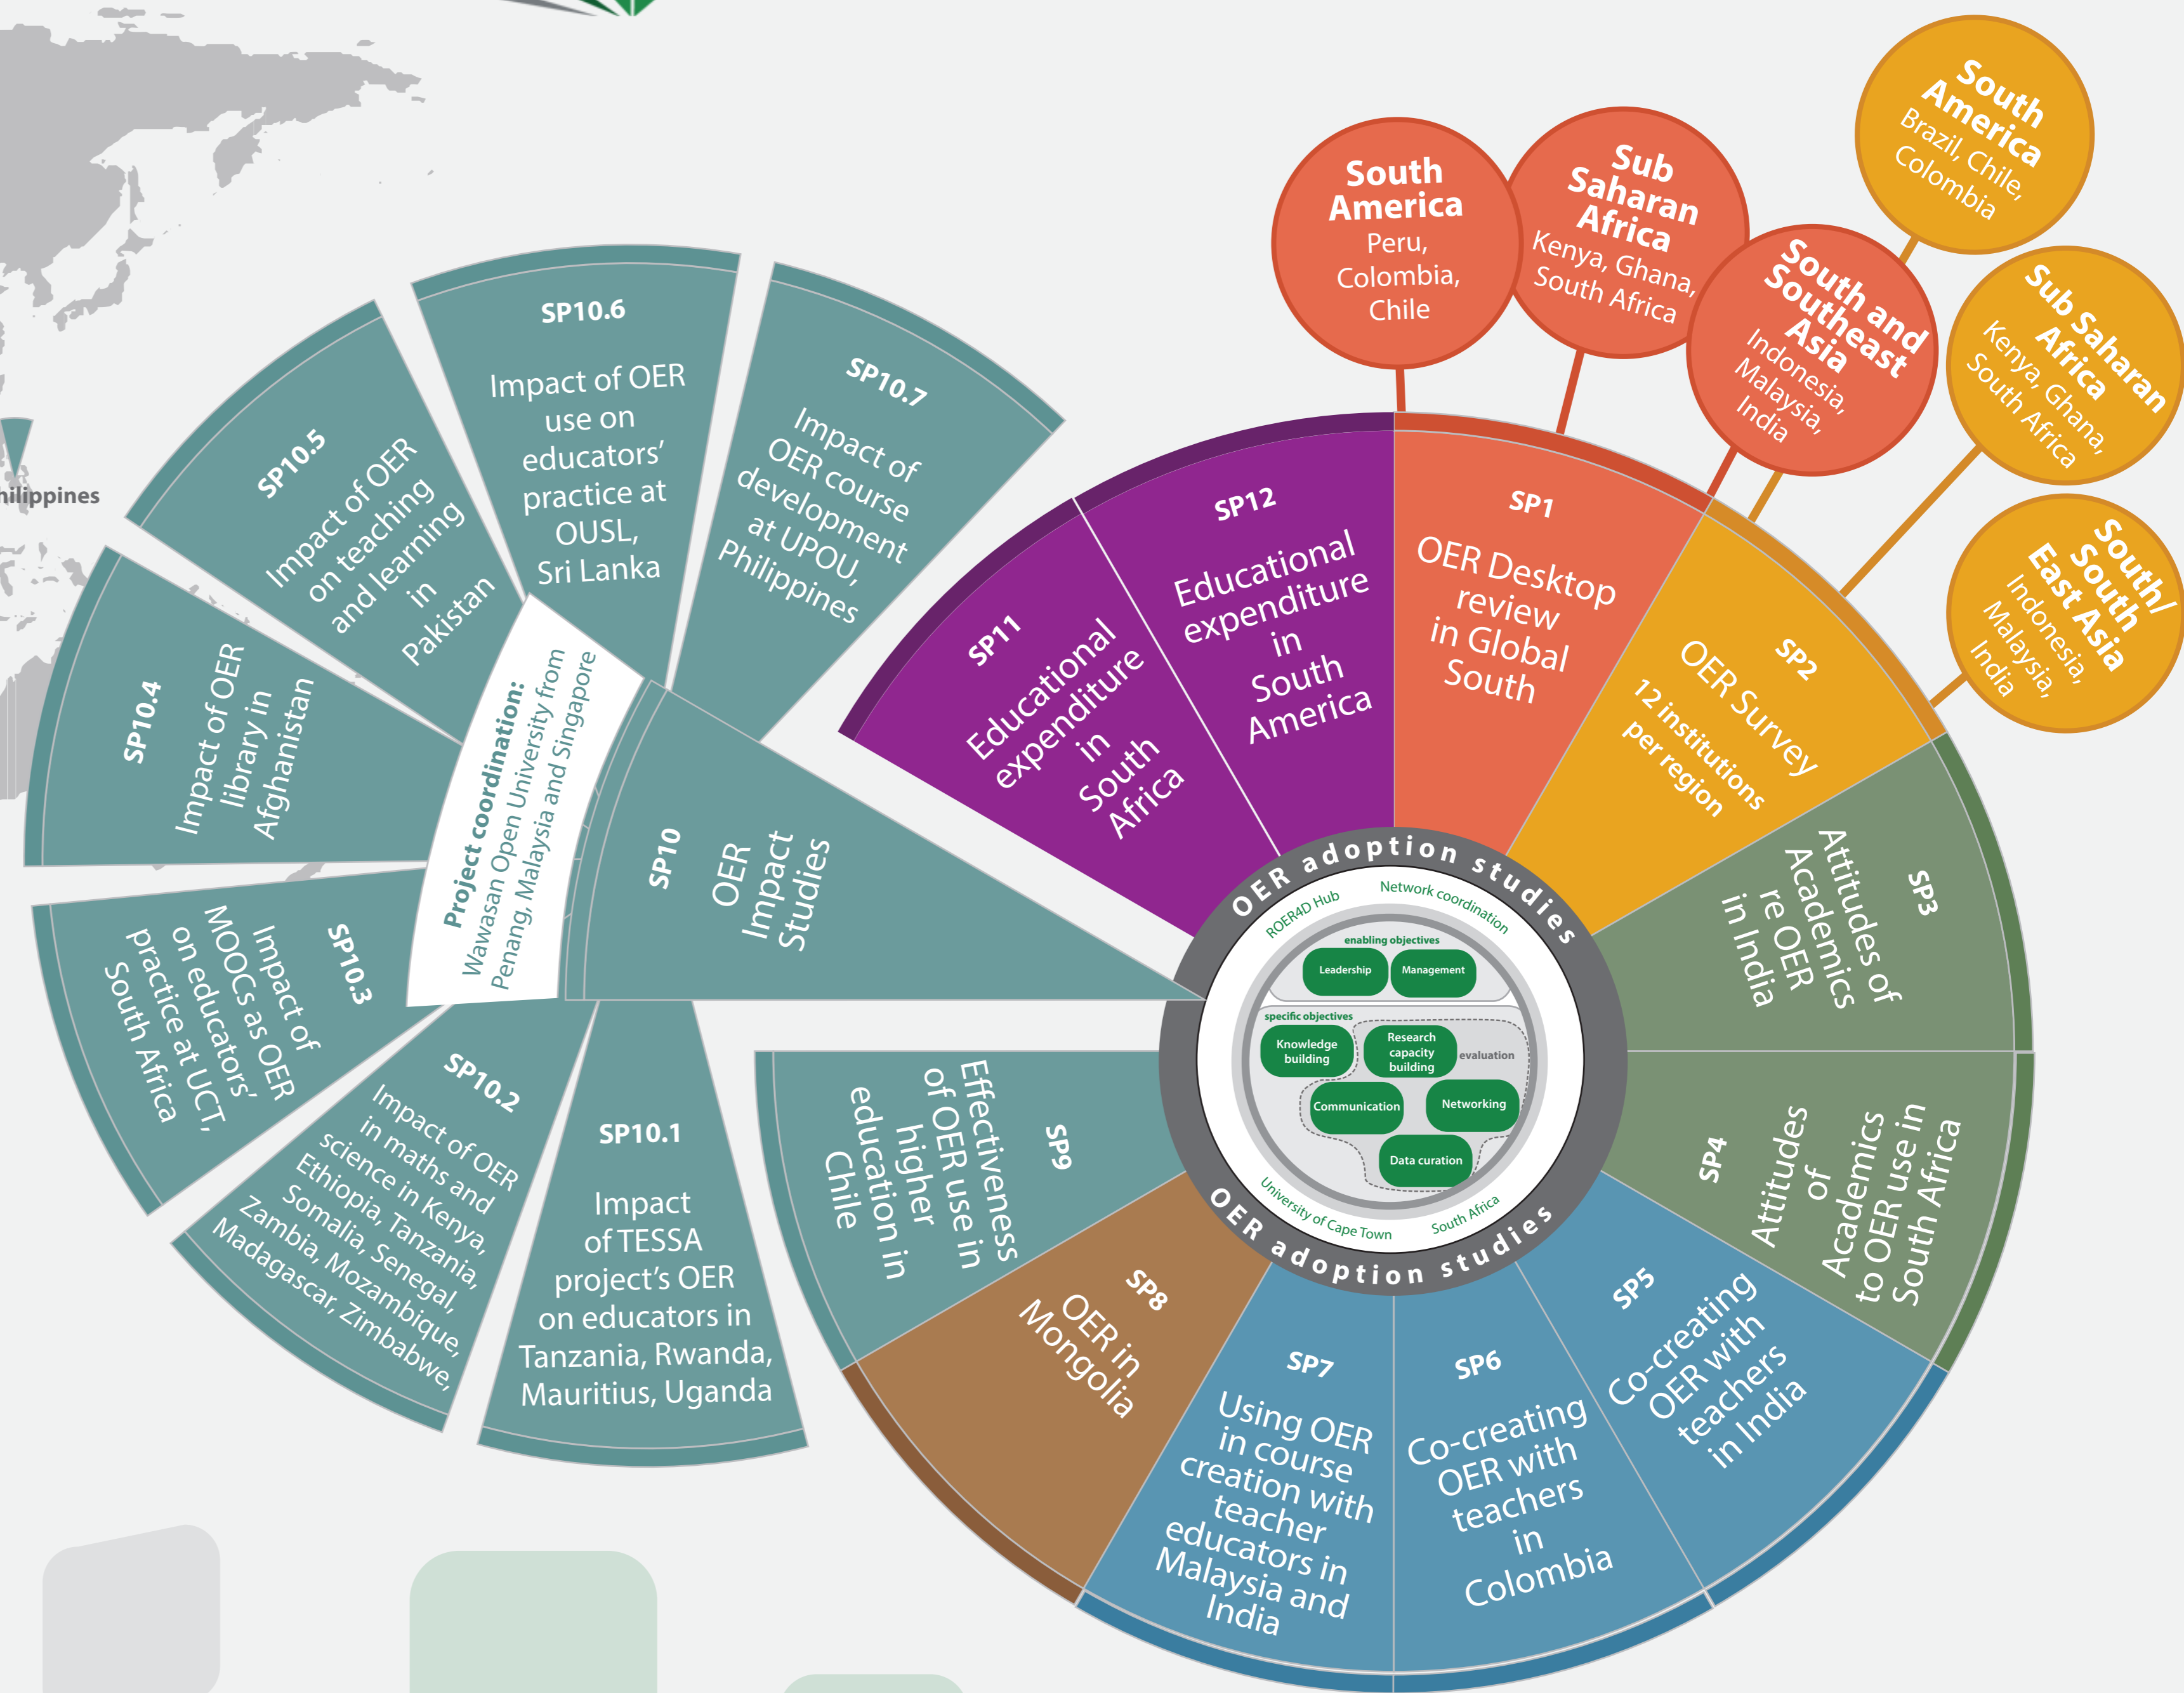 South
America
Peru,
Colombia,
Chile
Sub
Saharan
Africa
Kenya, Ghana,
South Africa
South and
Southeast
Asia
Indonesia,
Malaysia,
India
South
America
Brazil, Chile,
Colombia
Sub Saharan
Africa
Kenya, Ghana,
South Africa
South/
South
East Asia
Indonesia,
Malaysia,
India
SP1
OER Desktop
review
in Global
South
SP2
OER Survey
12 institutions
per region
SP3
Attitudes of
Academics
re OER
in India
SP4
Attitudes
of
Academics
to OER use in
South Africa
SP5
Co-creating
OER with
teachers
in India
SP6
Co-creating
OER with
teachers
in
Colombia
SP7
Using OER
in course
creation with
teacher
educators in
Malaysia and
India
SP8
OER in
Mongolia
SP9
Effectiveness
of OER use in
higher
education in
Chile
SP10
OER
Impact
Studies
Project coordination:
Wawasan Open University from
Penang, Malaysia and Singapore
SP10.1
Impact
of TESSA
project's OER
on educators in
Tanzania, Rwanda,
Mauritius, Uganda
SP10.2
Impact of OER
in maths and
science in Kenya,
Ethiopia, Tanzania,
Somalia, Senegal,
Zambia, Mozambique,
Madagascar, Zimbabwe,
SP10.3
Impact of
MOOCs as OER
on educators'
practice at UCT,
South Africa
SP10.4
Impact of OER
library in
Afghanistan
SP10.5
Impact of OER
on teaching
and learning
in
Pakistan
SP10.6
Impact of OER
use on
educators'
practice at
OUSL,
Sri Lanka
SP10.7
Impact of
OER course
development
at UPOU,
Philippines
SP11
Educational
expenditure
in
South
Africa
SP12
Educational
expenditure
in
South
America
OER adoption studies
ROER4D Hub
Network coordination
enabling objectives
Leadership
Management
specific objectives
Knowledge
building
Research
capacity
building
evaluation
Communication
Networking
Data curation
University of Cape Town
South Africa
OER adoption studies
hilippines